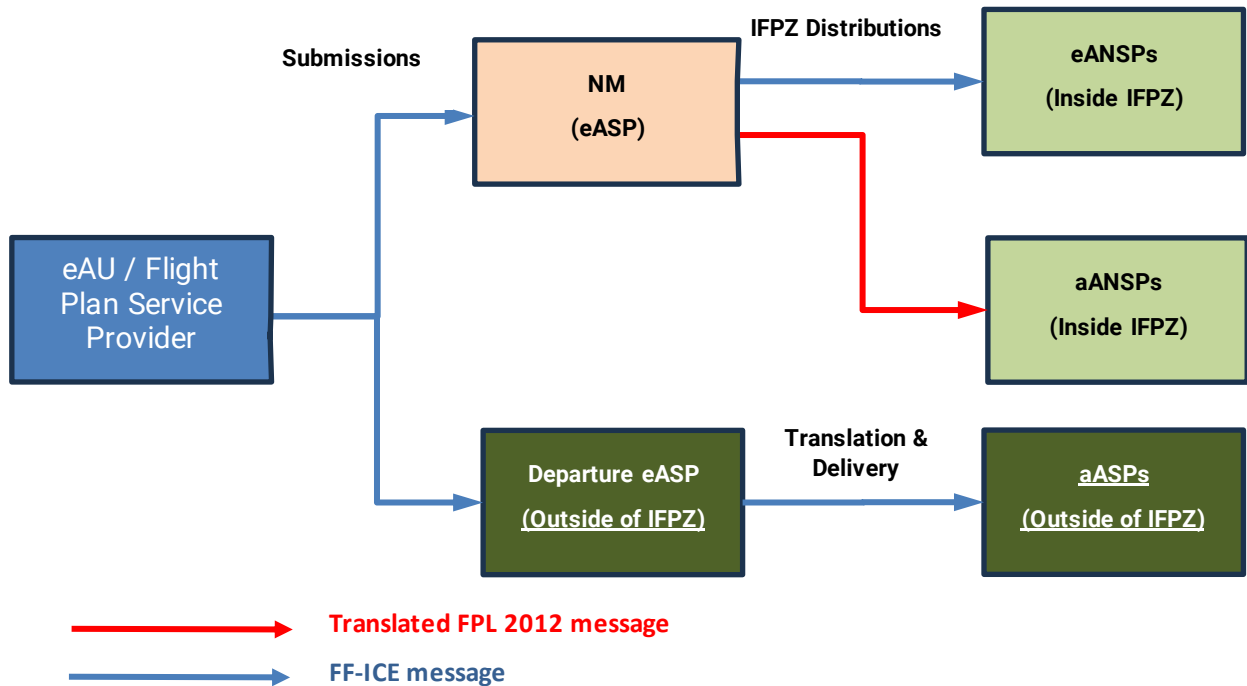 IFPZ Distributions
Submissions
NM
(eASP)
eANSPs
(Inside IFPZ)
eAU / Flight
Plan Service
Provider
aANSPs
(Inside IFPZ)
Departure eASP
(Outside of IFPZ)
Translation &
Delivery
aASPs
(Outside of IFPZ)
Translated FPL 2012 message
FF-ICE message